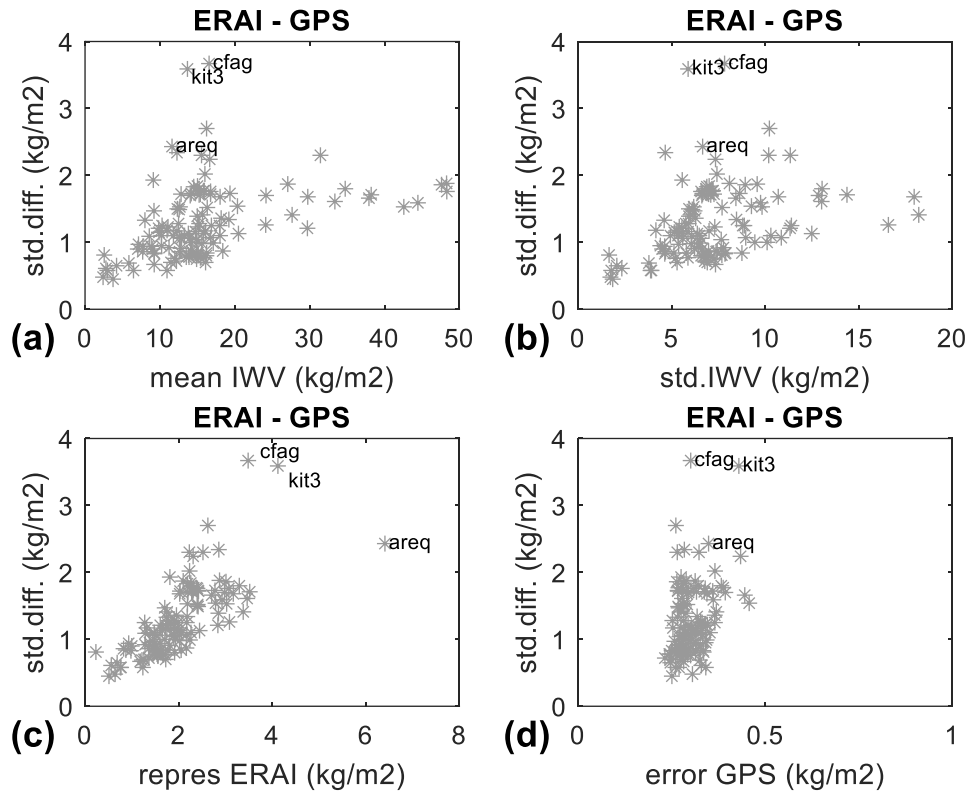 ERAI - GPS
4
3
2
1
0
std.diff. (kg/m2)
cfag
kit3
areq
0 10 20 30 40 50
(a)
mean IWV (kg/m2)
ERAI - GPS
4
3
2
1
0
std.diff. (kg/m2)
kit3
cfag
areq
0 5 10 15 20
(b)
std.IWV (kg/m2)
ERAI - GPS
4
3
2
1
0
std.diff. (kg/m2)
cfag
kit3
areq
0 2 4 6 8
(c)
repres ERAI (kg/m2)
ERAI - GPS
4
3
2
1
0
std.diff. (kg/m2)
cfag
kit3
areq
0 0.5 1
(d)
error GPS (kg/m2)